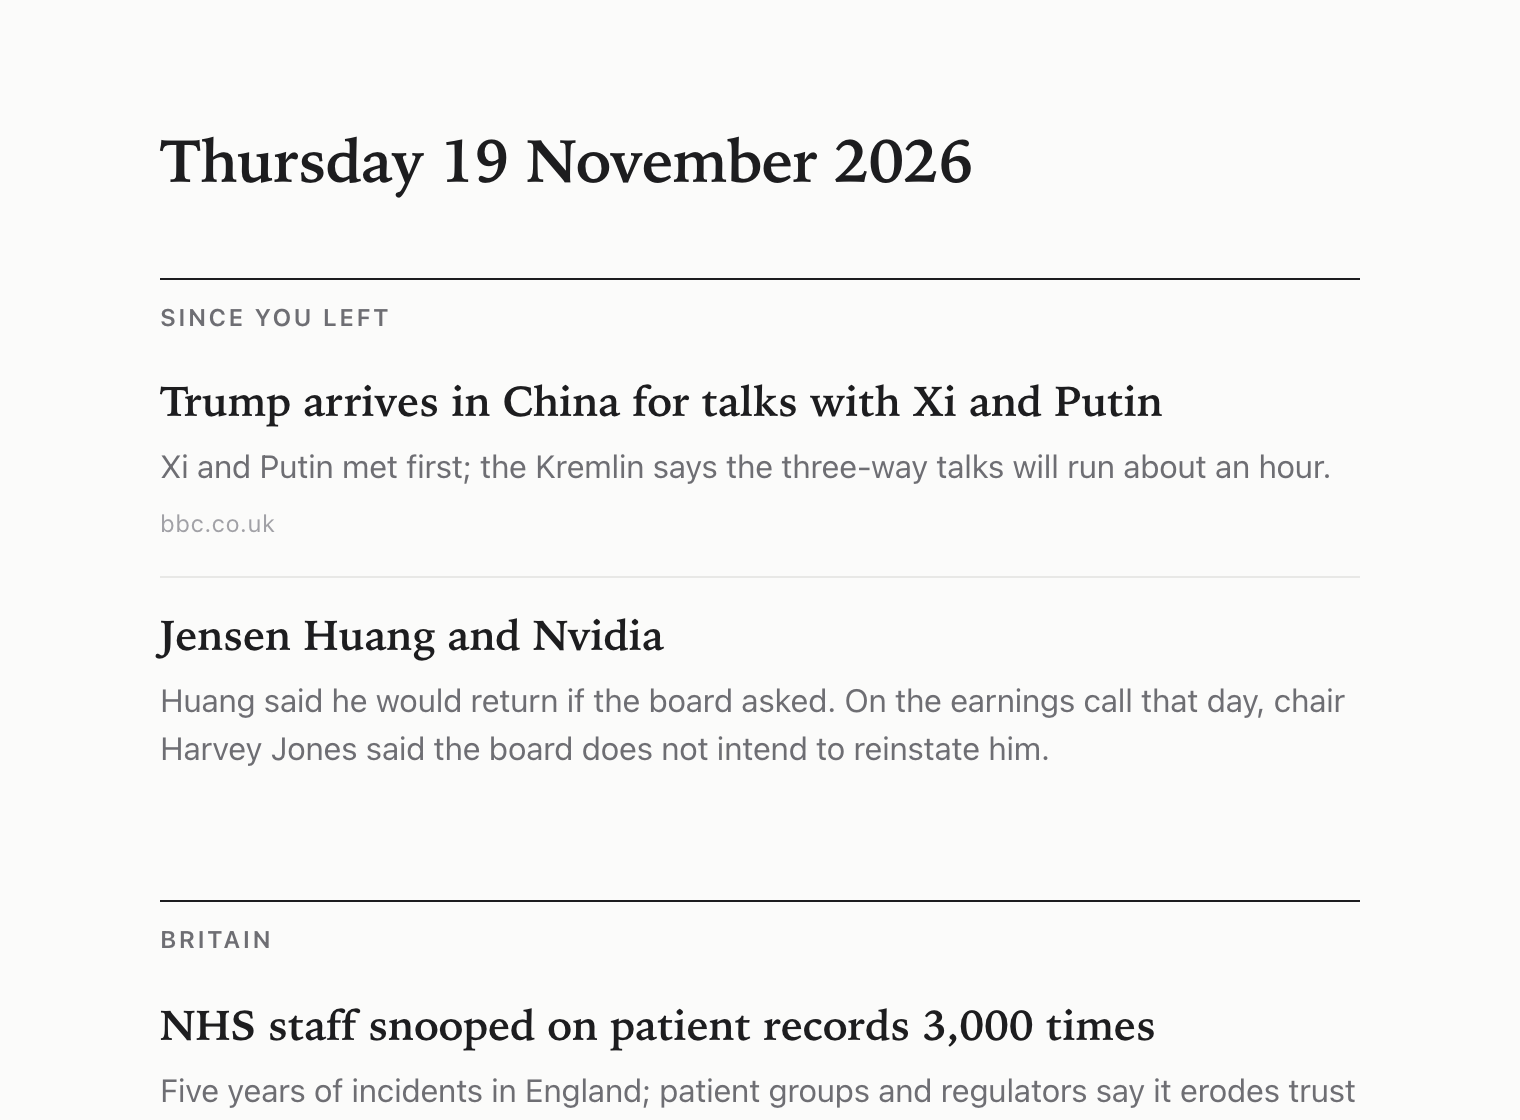 Thursday 19 November 2026
SINCE YOU LEFT
Trump arrives in China for talks with Xi and Putin
Xi and Putin met first; the Kremlin says the three-way talks will run about an hour.
bbc.co.uk
Jensen Huang and Nvidia
Huang said he would return if the board asked. On the earnings call that day, chair
Harvey Jones said the board does not intend to reinstate him.
BRITAIN
NHS staff snooped on patient records 3,000 times
Five years of incidents in England; patient groups and regulators say it erodes trust